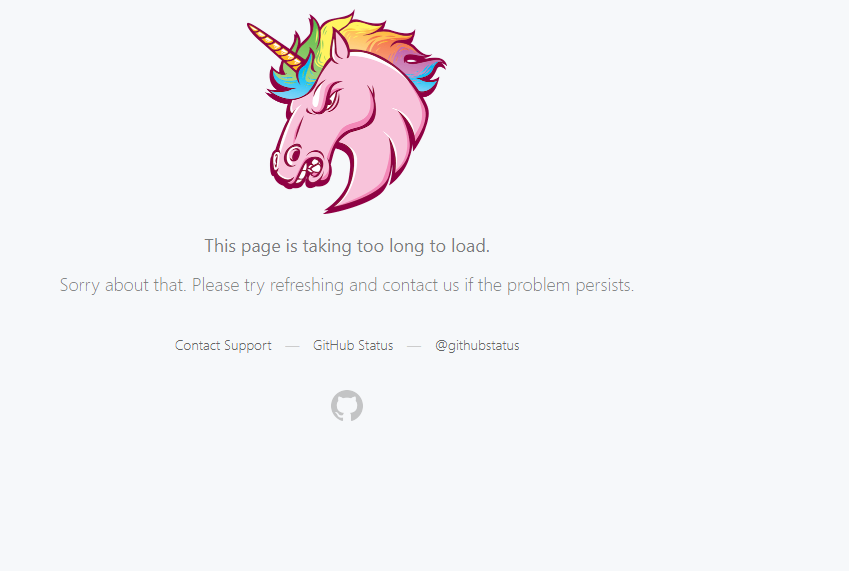 This page is taking too long to load.
Sorry about that. Please try refreshing and contact us if the problem persists.
Contact Support — GitHub Status — @githubstatus